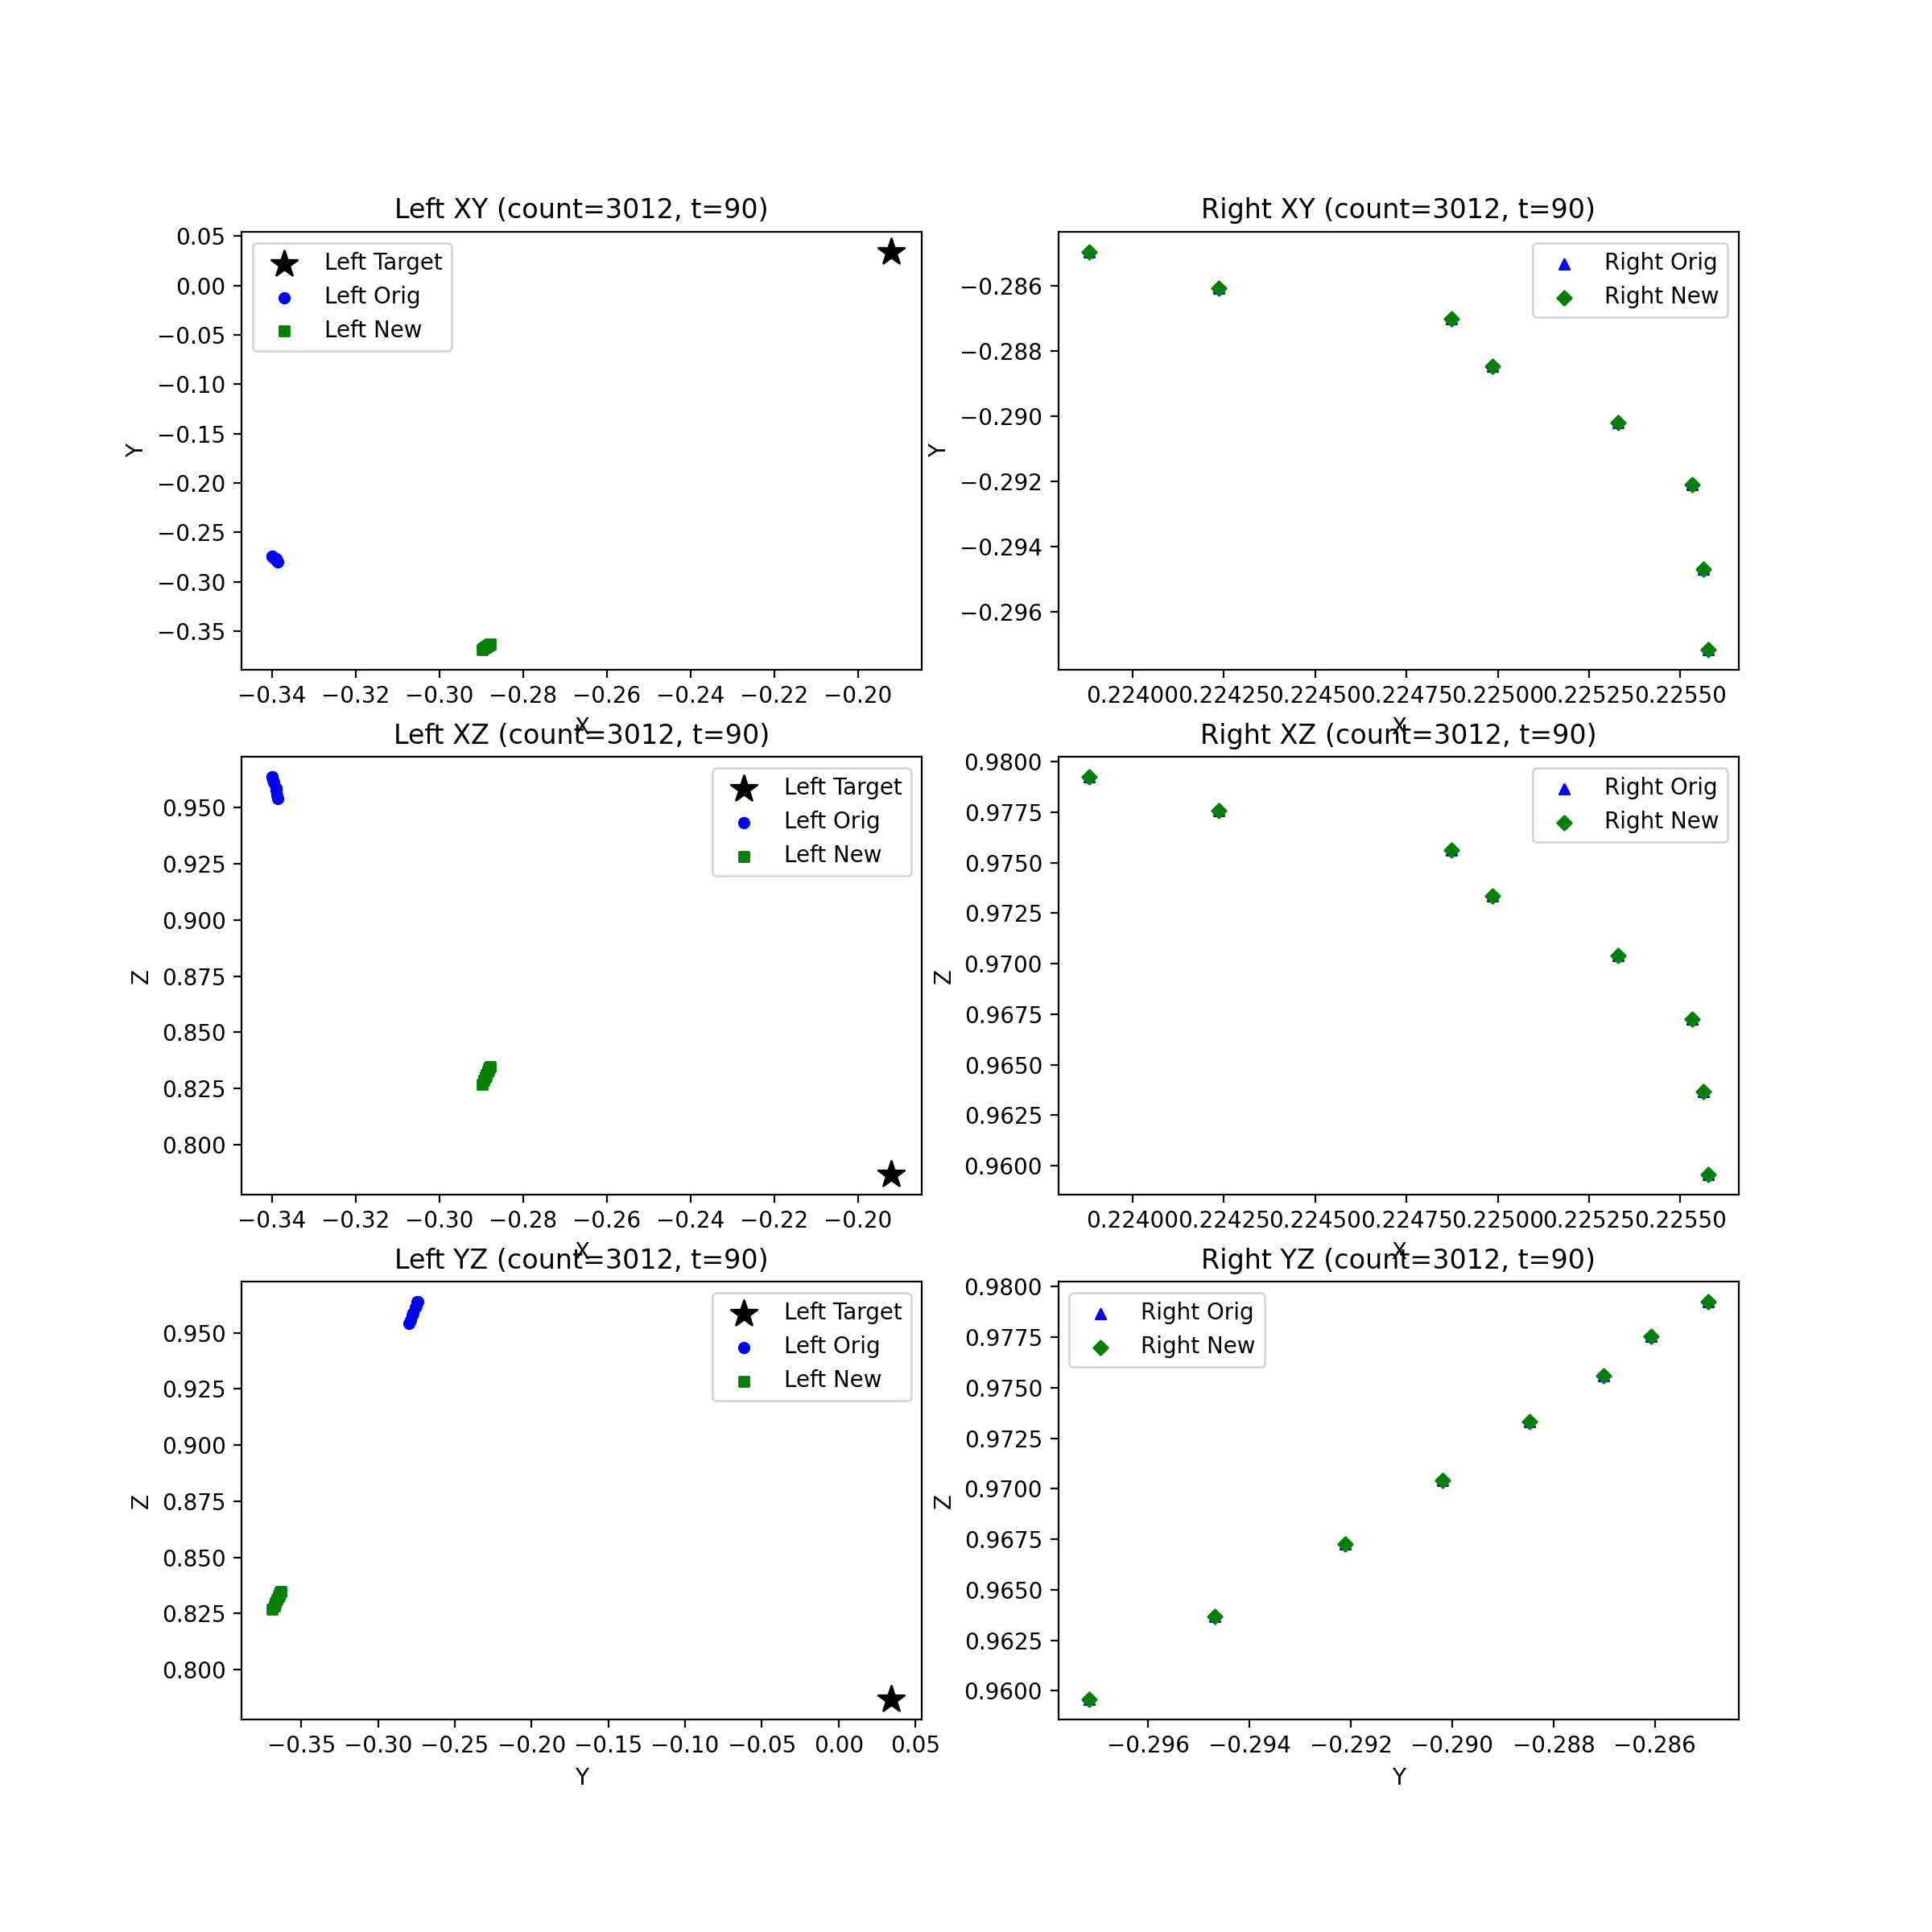 Left XY (count=3012, t=90)
Right XY (count=3012, t=90)
0.05
0.00
−0.05
−0.10
−0.15
−0.20
−0.25
−0.30
−0.35
Y
Left Target
Left Orig
Left New
−0.34 −0.32 −0.30 −0.28 −0.26 −0.24 −0.22 −0.20
X
−0.286
−0.288
−0.290
−0.292
−0.294
−0.296
Y
Right Orig
Right New
0.224000 0.224250 0.224500 0.224750 0.225000 0.225250 0.22550
X
Left XZ (count=3012, t=90)
Right XZ (count=3012, t=90)
0.950
0.925
0.900
0.875
0.850
0.825
0.800
Z
Left Target
Left Orig
Left New
−0.34 −0.32 −0.30 −0.28 −0.26 −0.24 −0.22 −0.20
X
0.9800
0.9775
0.9750
0.9725
0.9700
0.9675
0.9650
0.9625
0.9600
Z
Right Orig
Right New
0.224000 0.224250 0.224500 0.224750 0.225000 0.225250 0.22550
X
Left YZ (count=3012, t=90)
Right YZ (count=3012, t=90)
0.950
0.925
0.900
0.875
0.850
0.825
0.800
Z
Left Target
Left Orig
Left New
−0.35 −0.30 −0.25 −0.20 −0.15 −0.10 −0.05 0.00 0.05
Y
0.9800
0.9775
0.9750
0.9725
0.9700
0.9675
0.9650
0.9625
0.9600
Z
Right Orig
Right New
−0.296 −0.294 −0.292 −0.290 −0.288 −0.286
Y